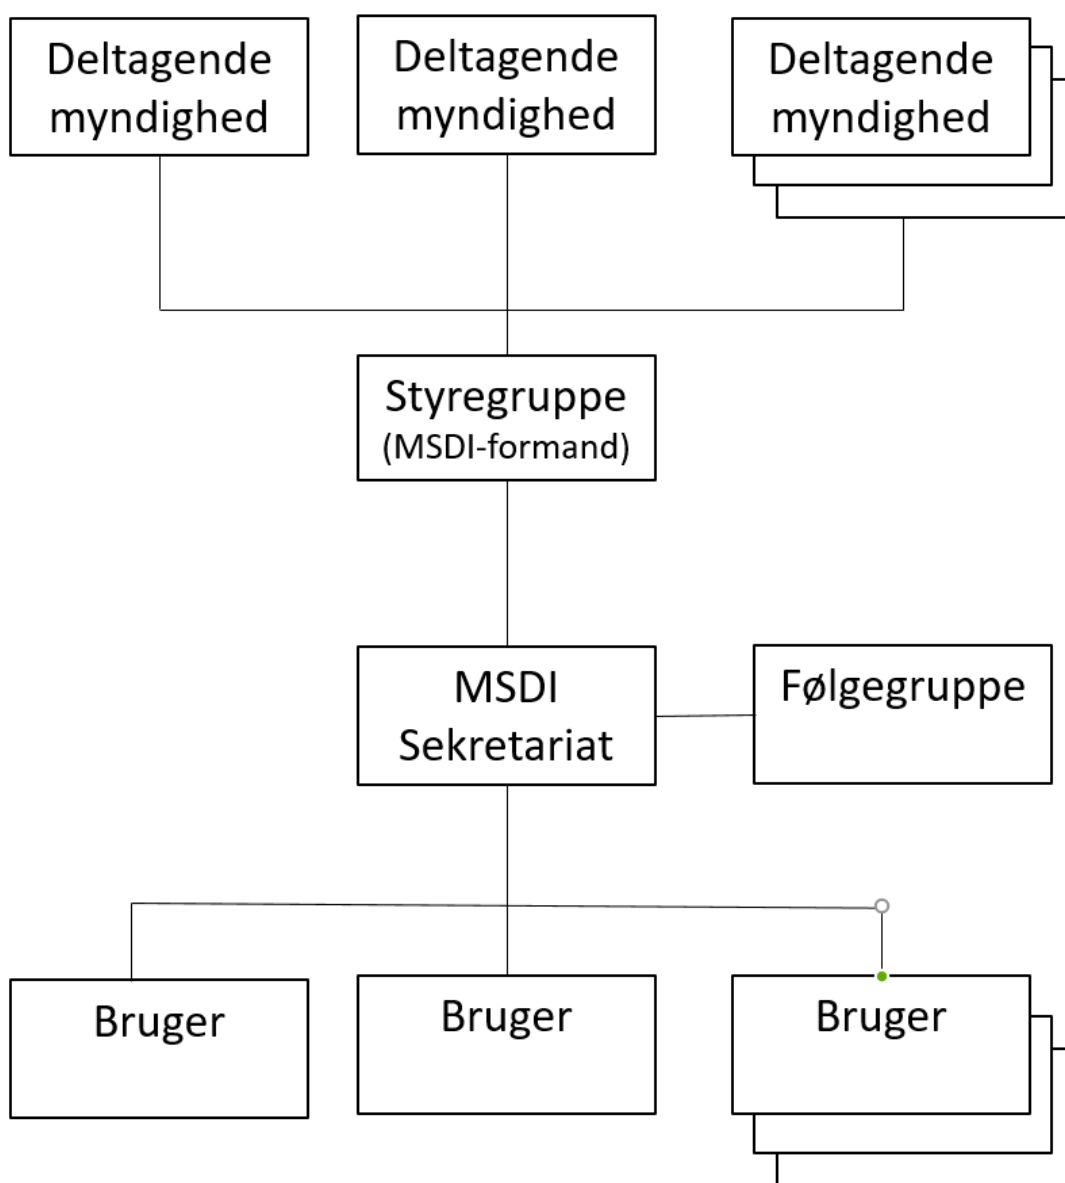 Deltagende
myndighed
Deltagende
myndighed
Deltagende
myndighed
Styregruppe
(MSDI-formand)
MSDI
Sekretariat
Følgegruppe
Bruger
Bruger
Bruger